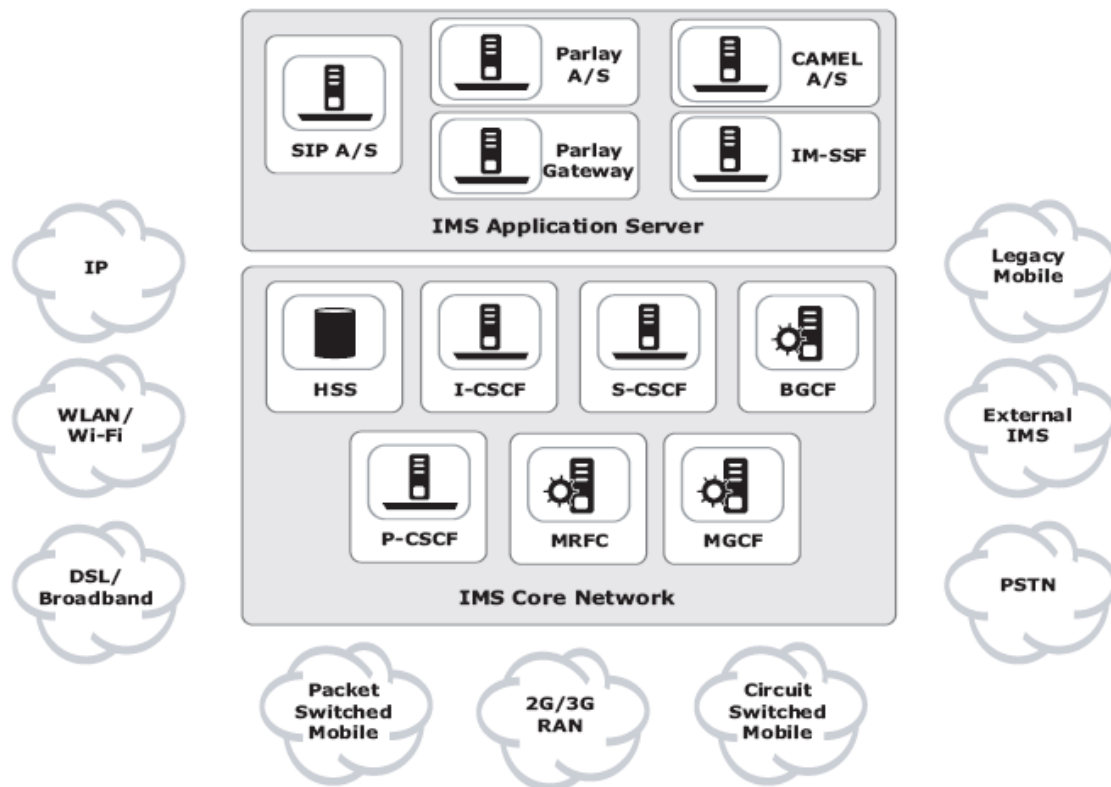 Parlay
A/S
CAMEL
A/S
SIP A/S
Parlay
Gateway
IM-SSF
IMS Application Server
IP
Legacy
Mobile
HSS
I-CSCF
S-CSCF
BGCF
WLAN/
Wi-Fi
External
IMS
P-CSCF
MRFC
MGCF
DSL/
Broadband
IMS Core Network
PSTN
Packet
Switched
Mobile
2G/3G
RAN
Circuit
Switched
Mobile